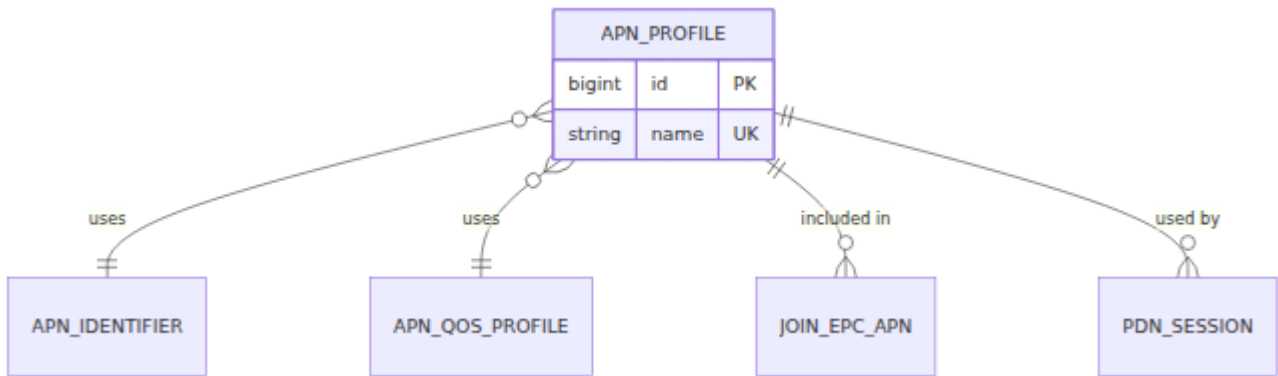 APN_PROFILE
bigint id PK
string name UK
uses uses included in used by
APN_IDENTIFIER APN_QOS_PROFILE JOIN_EPC_APN PDN_SESSION